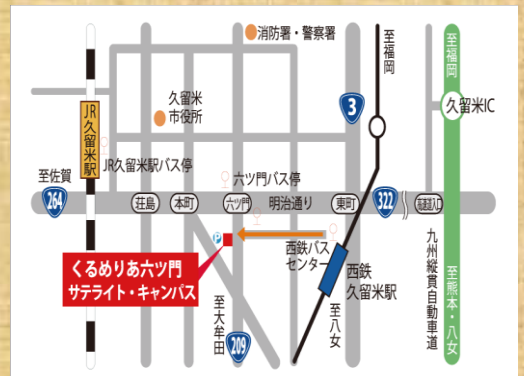 消防署・警察署
至福岡
至福岡
3
久留米
市役所
久留米IC
JR久留米駅
JR久留米駅バス停
六ツ門バス停
至佐賀
264
荘島
本町
六ツ門
明治通り
東町
322
高速入口
P
西鉄バス
センター
くるめりあ六ツ門
サテライト・キャンパス
西鉄
久留米駅
九州縦貫自動車道
至熊本・八女
至大牟田
209
至八女